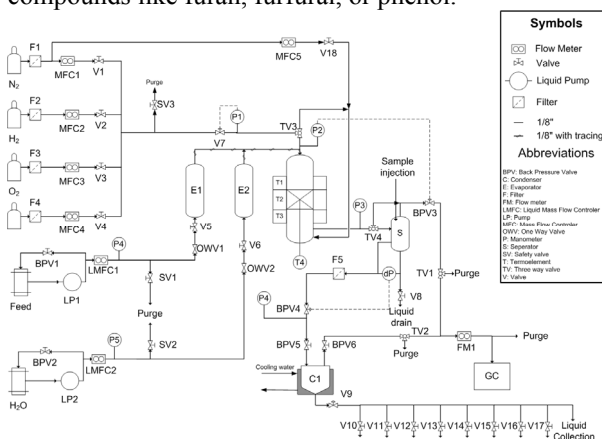 compounds like furan, furfural, or phenol.
Symbols
Flow Meter
Valve
Liquid Pump
Filter
1/8"
1/8" with tracing
Abbreviations
BPV: Back Pressure Valve
C: Condenser
E: Evaporator
F: Filter
FM: Flow meter
LMFC: Liquid Mass Flow Controler
LP: Pump
MFC: Mass Flow Controler
OWV: One Way Valve
P: Manometer
S: Seperator
SV: Safety valve
T: Termoelement
TV: Three way valve
V: Valve
F1
MFC1
V1
N2
MFC5
V18
F2
MFC2
V2
H2
Purge
SV3
V7
P1
TV3
P2
F3
MFC3
V3
O2
F4
MFC4
V4
E1
E2
T1
T2
T3
T4
Sample
injection
P3
TV4
S
BPV3
V5
OWV1
V6
OWV2
P4
BPV1
LMFC1
Feed
LP1
SV1
Purge
SV2
P5
BPV2
LMFC2
H2O
LP2
F5
dP
V8
Liquid
drain
P4
BPV4
BPV5
BPV6
TV1
Purge
TV2
Purge
FM1
Purge
GC
Cooling water
C1
V9
V10
V11
V12
V13
V14
V15
V16
V17
Liquid
Collection